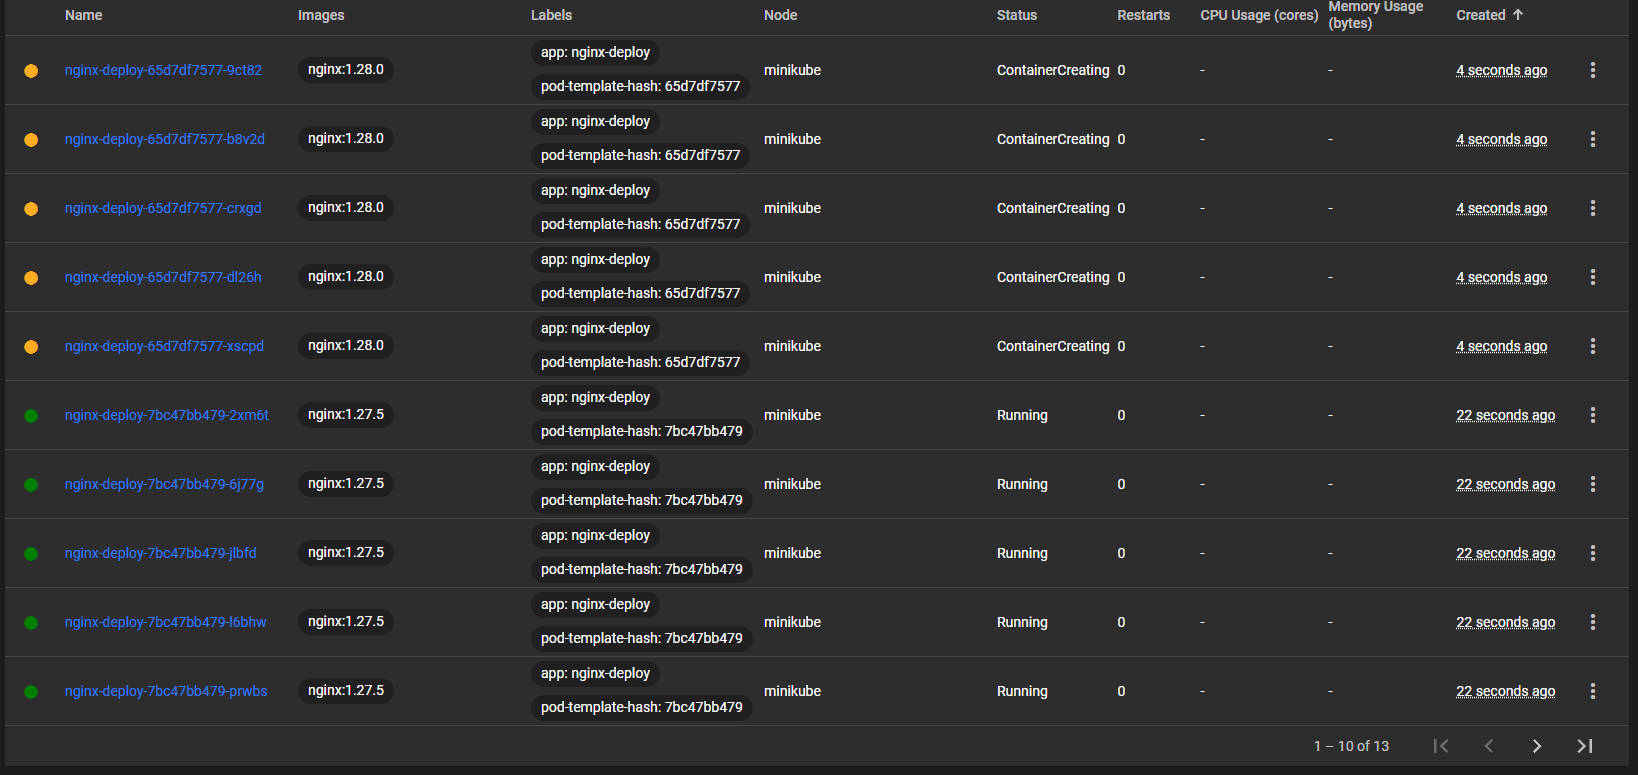 Name Images Labels Node Status Restarts CPU Usage (cores) Memory Usage (bytes) Created
nginx-deploy-65d7df7577-9ct82 nginx:1.28.0 app: nginx-deploy pod-template-hash: 65d7df7577 minikube ContainerCreating 0 - - 4 seconds ago
nginx-deploy-65d7df7577-b8v2d nginx:1.28.0 app: nginx-deploy pod-template-hash: 65d7df7577 minikube ContainerCreating 0 - - 4 seconds ago
nginx-deploy-65d7df7577-crxgd nginx:1.28.0 app: nginx-deploy pod-template-hash: 65d7df7577 minikube ContainerCreating 0 - - 4 seconds ago
nginx-deploy-65d7df7577-dl26h nginx:1.28.0 app: nginx-deploy pod-template-hash: 65d7df7577 minikube ContainerCreating 0 - - 4 seconds ago
nginx-deploy-65d7df7577-xscpd nginx:1.28.0 app: nginx-deploy pod-template-hash: 65d7df7577 minikube ContainerCreating 0 - - 4 seconds ago
nginx-deploy-7bc47bb479-2xm6t nginx:1.27.5 app: nginx-deploy pod-template-hash: 7bc47bb479 minikube Running 0 - - 22 seconds ago
nginx-deploy-7bc47bb479-6j77g nginx:1.27.5 app: nginx-deploy pod-template-hash: 7bc47bb479 minikube Running 0 - - 22 seconds ago
nginx-deploy-7bc47bb479-jlbfd nginx:1.27.5 app: nginx-deploy pod-template-hash: 7bc47bb479 minikube Running 0 - - 22 seconds ago
nginx-deploy-7bc47bb479-l6bhw nginx:1.27.5 app: nginx-deploy pod-template-hash: 7bc47bb479 minikube Running 0 - - 22 seconds ago
nginx-deploy-7bc47bb479-prwbs nginx:1.27.5 app: nginx-deploy pod-template-hash: 7bc47bb479 minikube Running 0 - - 22 seconds ago
1 – 10 of 13